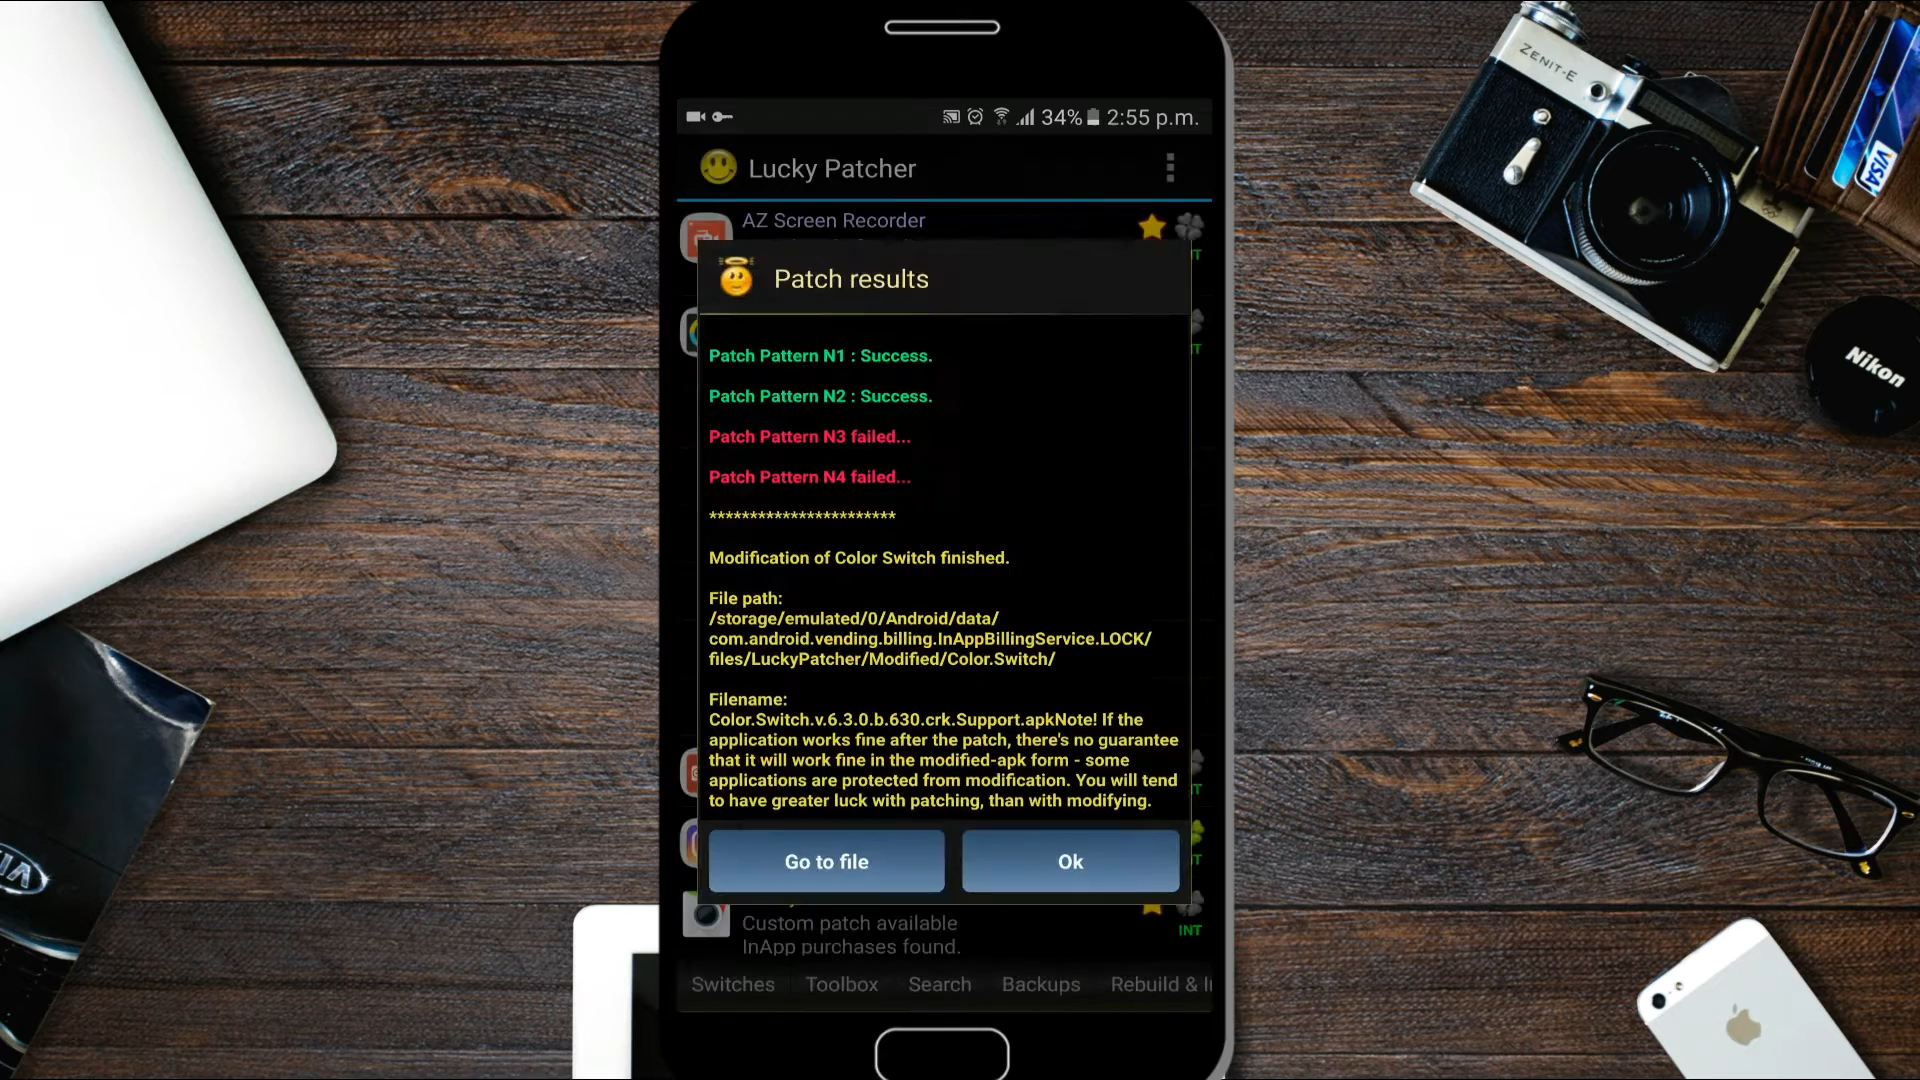 34% 2:55 p.m.
Lucky Patcher
AZ Screen Recorder
Patch results
Patch Pattern N1 : Success.
Patch Pattern N2 : Success.
Patch Pattern N3 failed...
Patch Pattern N4 failed...
***********************
Modification of Color Switch finished.
File path:
/storage/emulated/0/Android/data/
com.android.vending.billing.InAppBillingService.LOCK/
files/LuckyPatcher/Modified/Color.Switch/
Filename:
Color.Switch.v.6.3.0.b.630.crk.Support.apkNote! If the
application works fine after the patch, there's no guarantee
that it will work fine in the modified-apk form - some
applications are protected from modification. You will tend
to have greater luck with patching, than with modifying.
Go to file
Ok
Custom patch available
InApp purchases found.
INT
Switches Toolbox Search Backups Rebuild &
ZENIT-E
VISA
Nikon